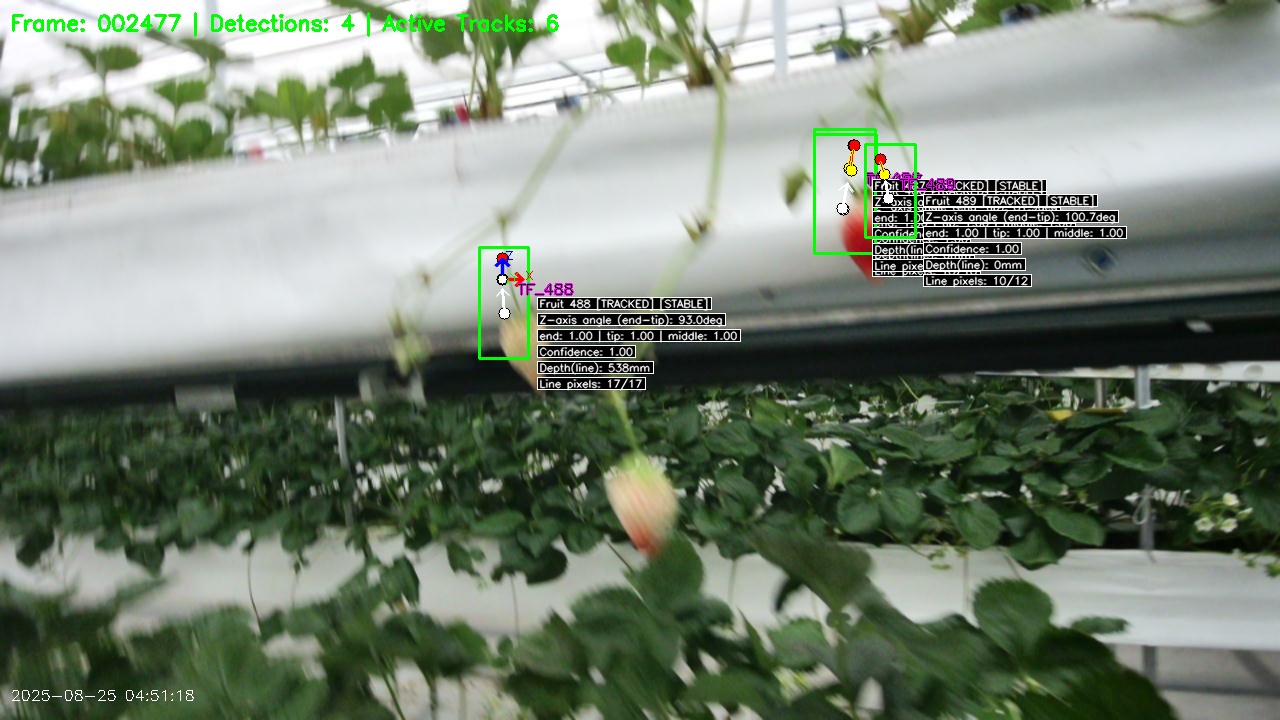 Frame: 002477 | Detections: 4 | Active Tracks: 6
Fruit 489 [TRACKED] [STABLE]
Z-axis angle (end-tip): 100.7deg
end: 1.00 | tip: 1.00 | middle: 1.00
Confidence: 1.00
Depth(line): 0mm
Line pixels: 10/12
Z
X
TF_488
Fruit 488 [TRACKED] [STABLE]
Z-axis angle (end-tip): 93.0deg
end: 1.00 | tip: 1.00 | middle: 1.00
Confidence: 1.00
Depth(line): 538mm
Line pixels: 17/17
2025-08-25 04:51:18